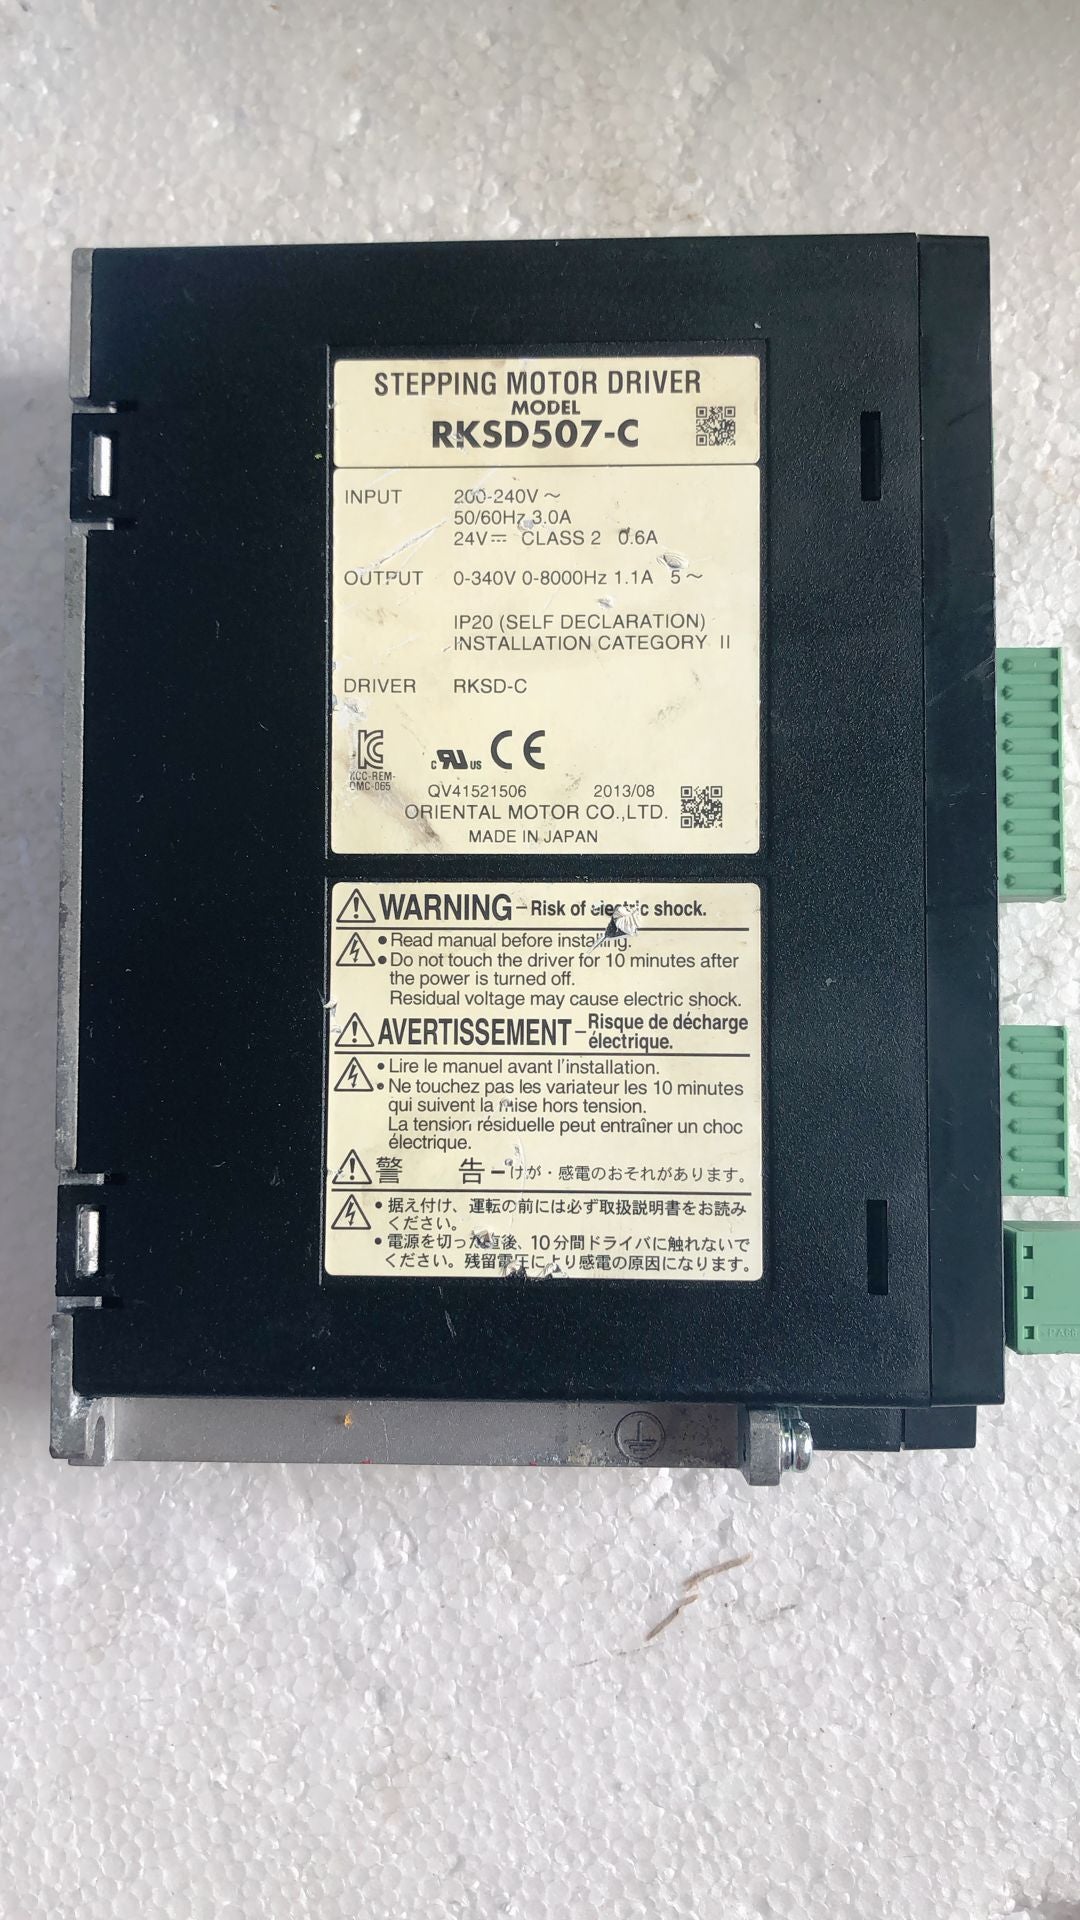 STEPPING MOTOR DRIVER
MODEL
RKSD507-C
INPUT 200-240V ~
50/60Hz 3.0A
24V⎓ CLASS 2 0.6A
OUTPUT 0-340V 0-8000Hz 1.1A 5~
IP20 (SELF DECLARATION)
INSTALLATION CATEGORY II
DRIVER RKSD-C
KCC-REM-
OMC-065
c RU US CE
QV41521506 2013/08
ORIENTAL MOTOR CO.,LTD.
MADE IN JAPAN
WARNING – Risk of electric shock.
• Read manual before installing.
• Do not touch the driver for 10 minutes after
the power is turned off.
Residual voltage may cause electric shock.
AVERTISSEMENT – Risque de décharge
électrique.
• Lire le manuel avant l'installation.
• Ne touchez pas les variateur les 10 minutes
qui suivent la mise hors tension.
La tension résiduelle peut entraîner un choc
électrique.
警 告 – けが・感電のおそれがあります。
• 据え付け、運転の前には必ず取扱説明書をお読み
ください。
• 電源を切った直後、10分間ドライバに触れないで
ください。残留電圧により感電の原因になります。
PA66